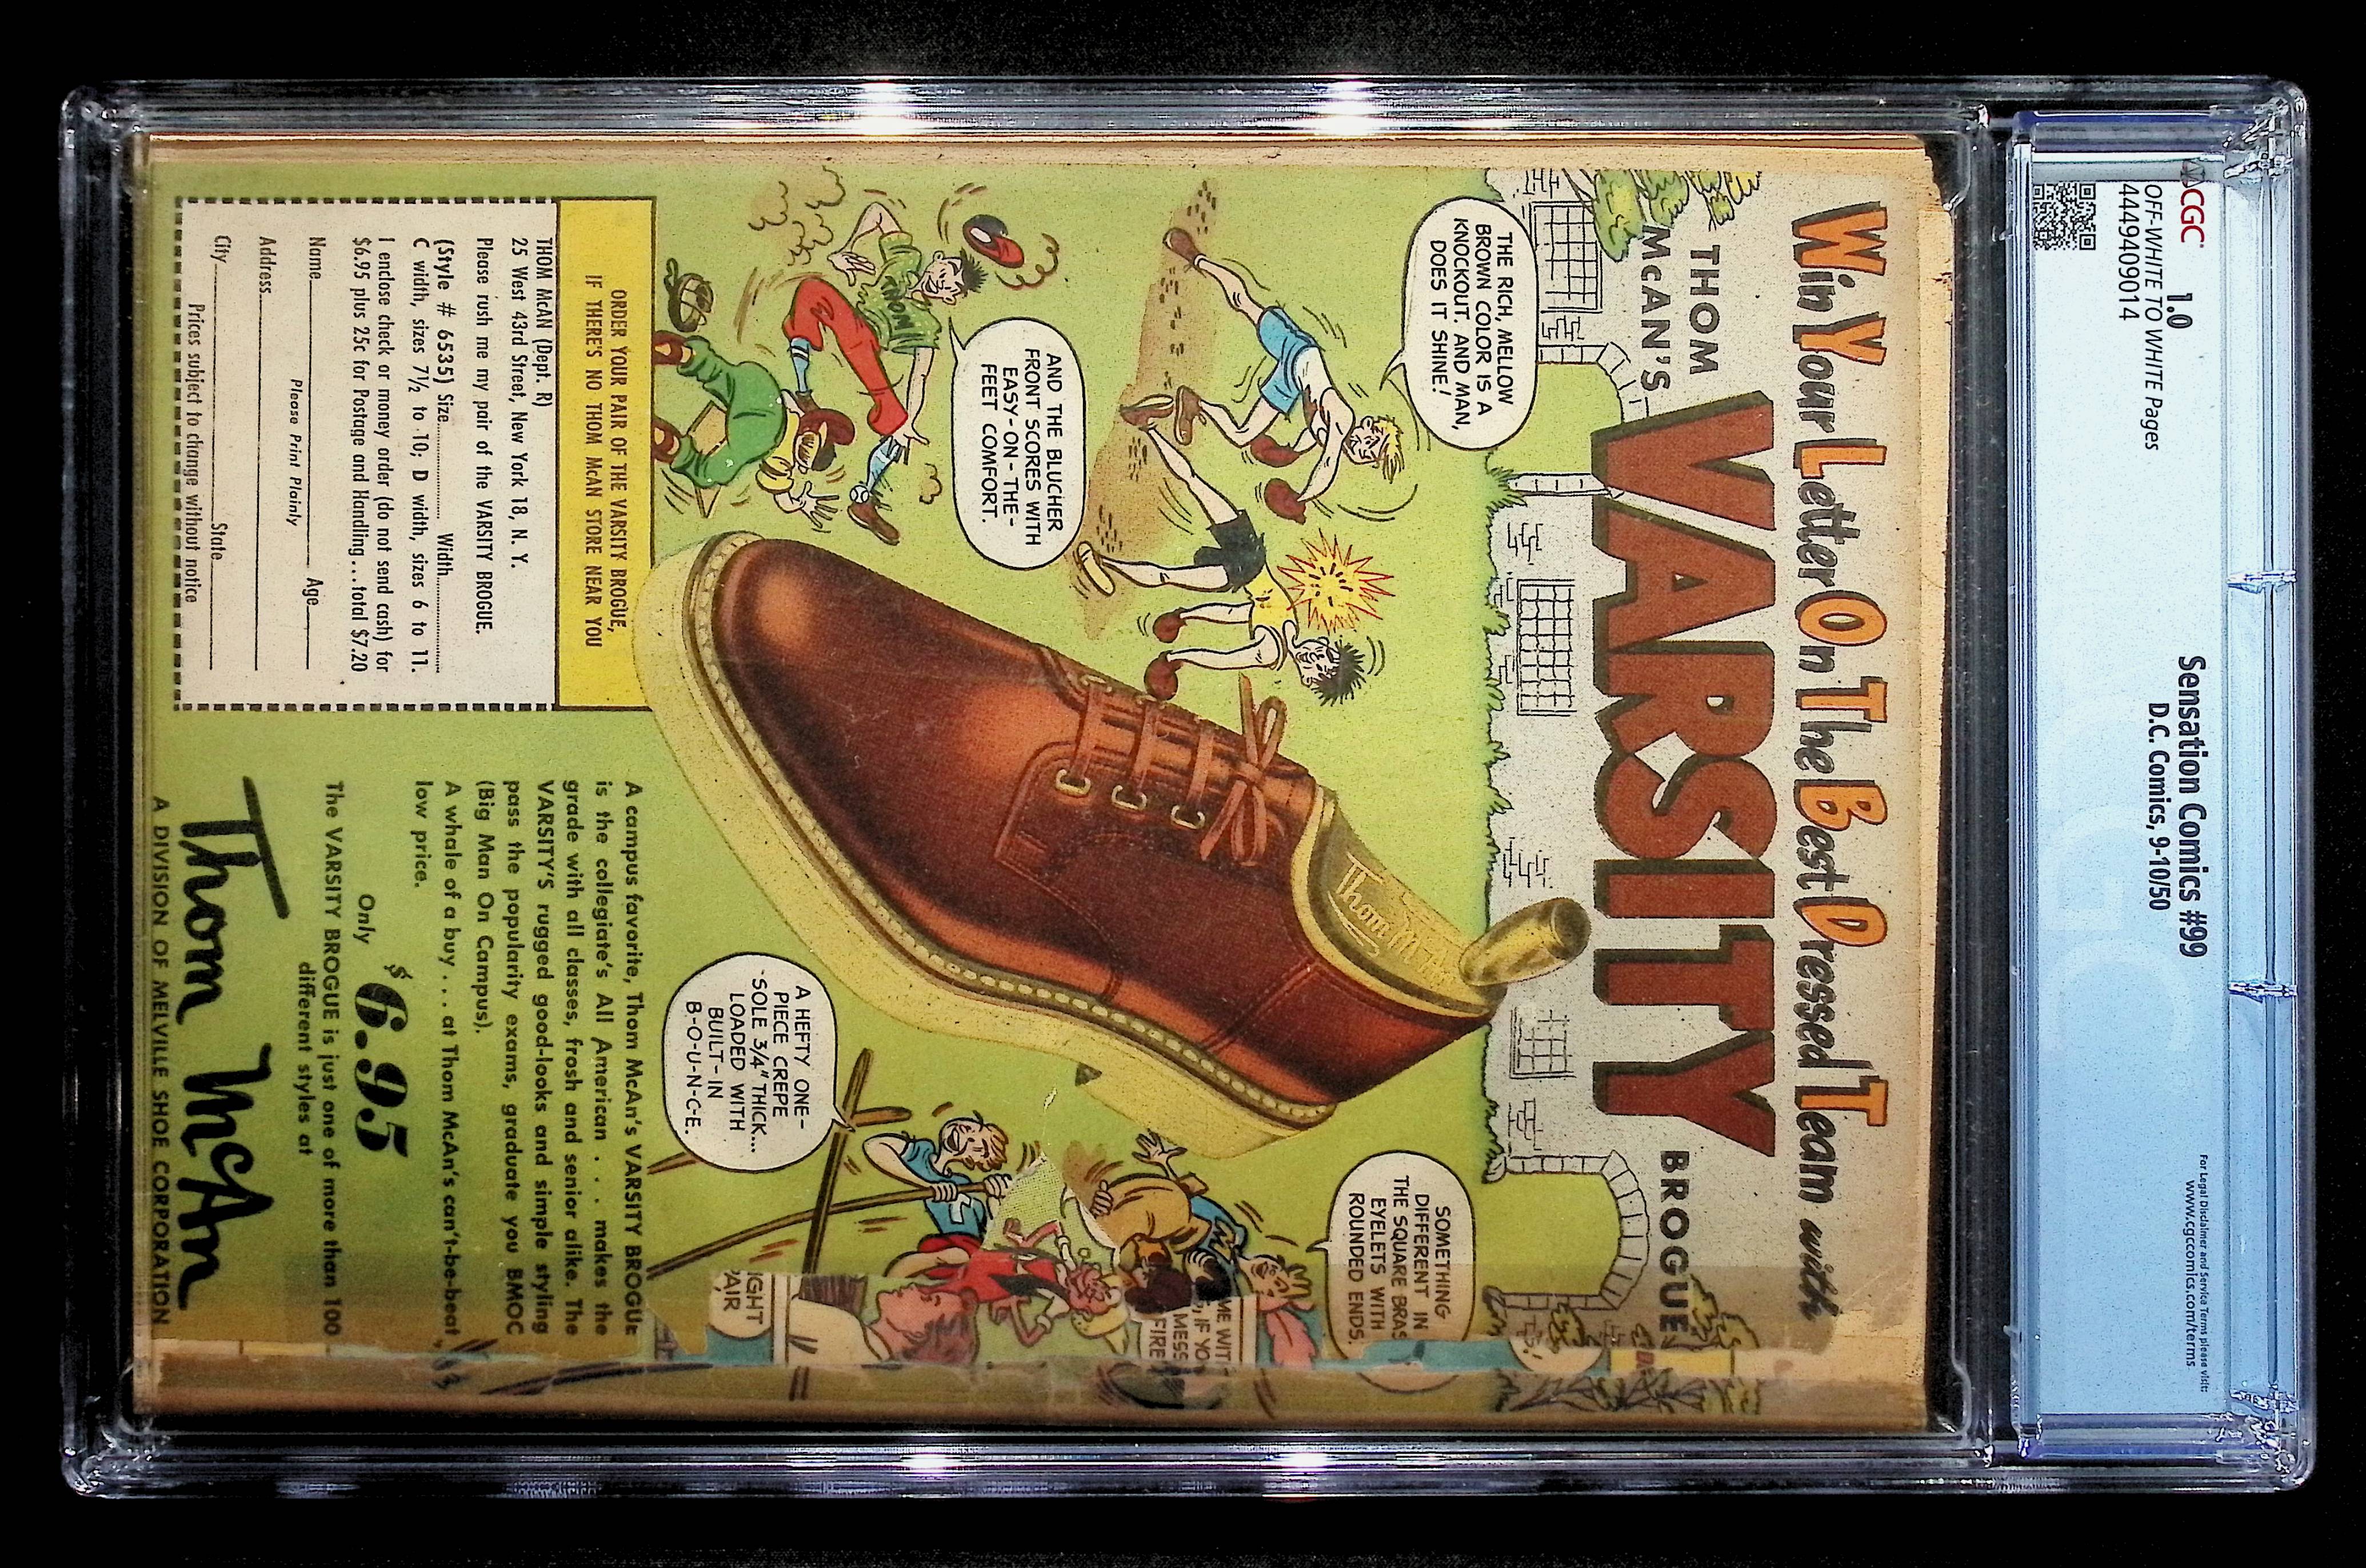 CGC
1.0
OFF-WHITE TO WHITE Pages
4449409014
Sensation Comics #99
D.C. Comics, 9-10/50
For Legal Disclaimer and Service Terms please visit:
www.cgccomics.com/terms
Win Your Letter On The Best Dressed Team with
THOM
McAN'S
VARSITY
BROGUE
THE RICH, MELLOW
BROWN COLOR IS A
KNOCKOUT. AND MAN,
DOES IT SHINE!
SOMETHING
DIFFERENT IN
THE SQUARE BRAS
EYELETS WITH
ROUNDED ENDS.
Thom McAn
AND THE BLUCHER
FRONT SCORES WITH
EASY-ON-THE-
FEET COMFORT.
ME WITH-
IF YO
MESS
FIRE
A HEFTY ONE-
PIECE CREPE
SOLE 3/4" THICK...
LOADED WITH
BUILT-IN
B-O-U-N-C-E.
IGHT
PAIR
ORDER YOUR PAIR OF THE VARSITY BROGUE,
IF THERE'S NO THOM McAN STORE NEAR YOU
THOM McAN (Dept. R)
25 West 43rd Street, New York 18, N. Y.
Please rush me my pair of the VARSITY BROGUE.
(Style # 6535) Size Width
C width, sizes 7½ to 10; D width, sizes 6 to 11.
I enclose check or money order (do not send cash) for
$6.95 plus 25c for Postage and Handling...total $7.20
Name Age
Please Print Plainly
Address
City State
Prices subject to change without notice
A campus favorite, Thom McAn's VARSITY BROGUE
is the collegiate's All American . . . makes the
grade with all classes, frosh and senior alike. The
VARSITY'S rugged good-looks and simple styling
pass the popularity exams, graduate you BMOC
(Big Man On Campus).
A whale of a buy . . . at Thom McAn's can't-be-beat
low price.
Only $6.95
The VARSITY BROGUE is just one of more than 100
different styles at
Thom McAn
A DIVISION OF MELVILLE SHOE CORPORATION